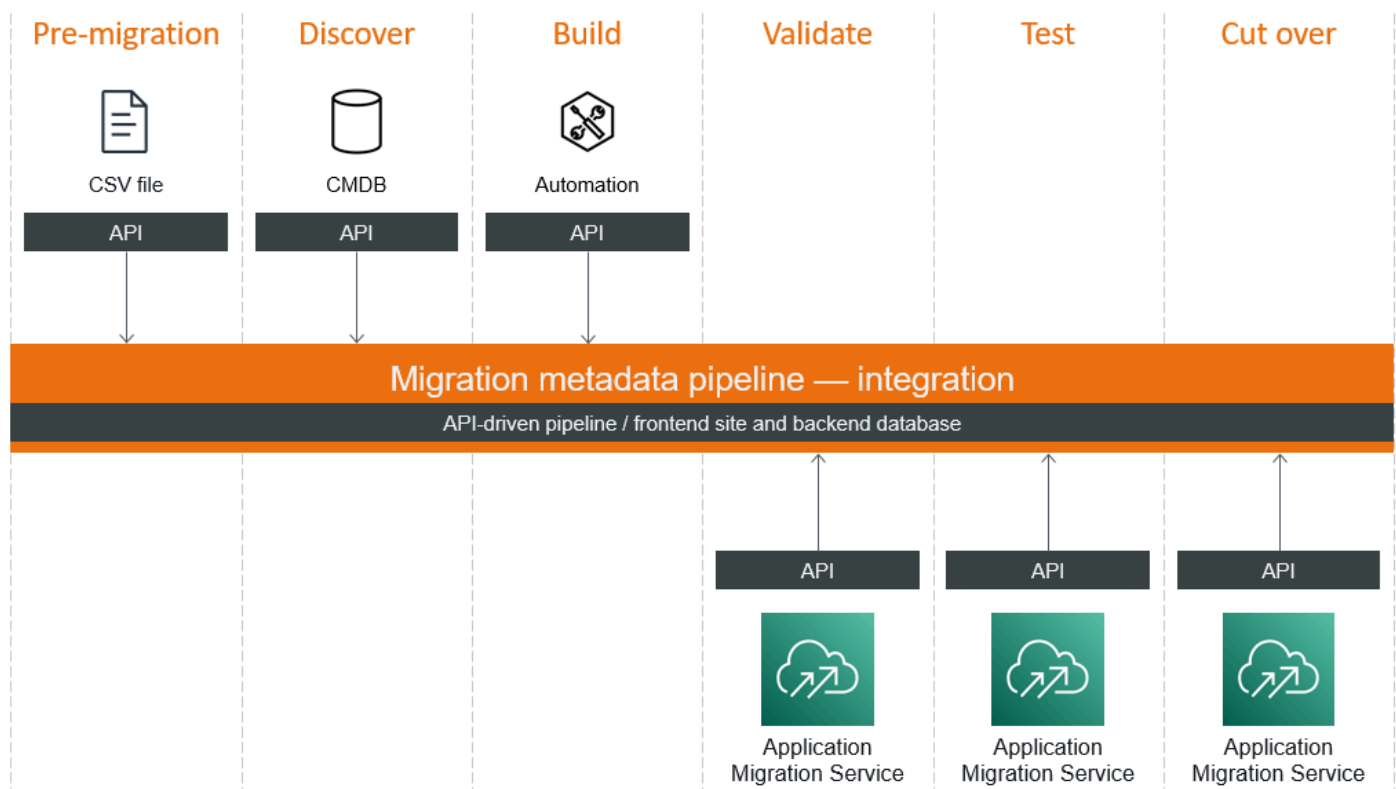 Pre-migration
Discover
Build
Validate
Test
Cut over
CSV file
CMDB
Automation
API
API
API
Migration metadata pipeline — integration
API-driven pipeline / frontend site and backend database
API
API
API
Application
Migration Service
Application
Migration Service
Application
Migration Service